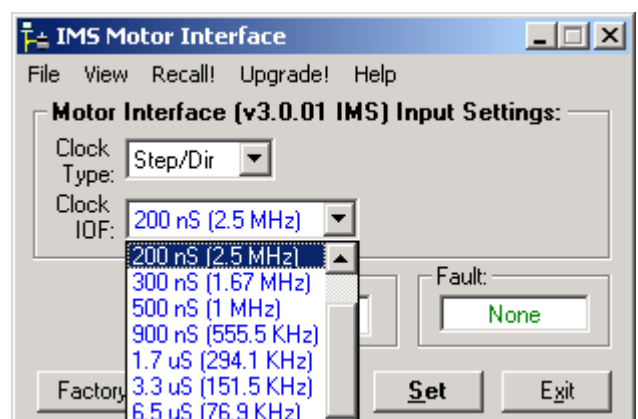 IMS Motor Interface
File View Recall! Upgrade! Help
Motor Interface (v3.0.01 IMS) Input Settings:
Clock Type: Step/Dir
Clock IOF: 200 nS (2.5 MHz)
200 nS (2.5 MHz)
300 nS (1.67 MHz)
500 nS (1 MHz)
900 nS (555.5 KHz)
1.7 uS (294.1 KHz)
3.3 uS (151.5 KHz)
6.5 uS (76.9 KHz)
Fault:
None
Factory
Set
Exit